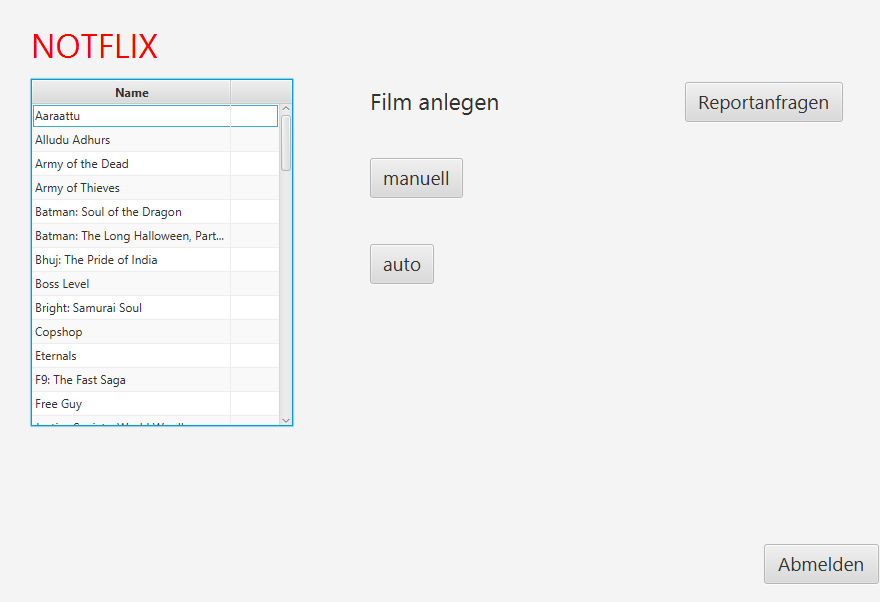 NOTFLIX
Name
Aaraattu
Alludu Adhurs
Army of the Dead
Army of Thieves
Batman: Soul of the Dragon
Batman: The Long Halloween, Part...
Bhuj: The Pride of India
Boss Level
Bright: Samurai Soul
Copshop
Eternals
F9: The Fast Saga
Free Guy
Film anlegen
manuell
auto
Reportanfragen
Abmelden